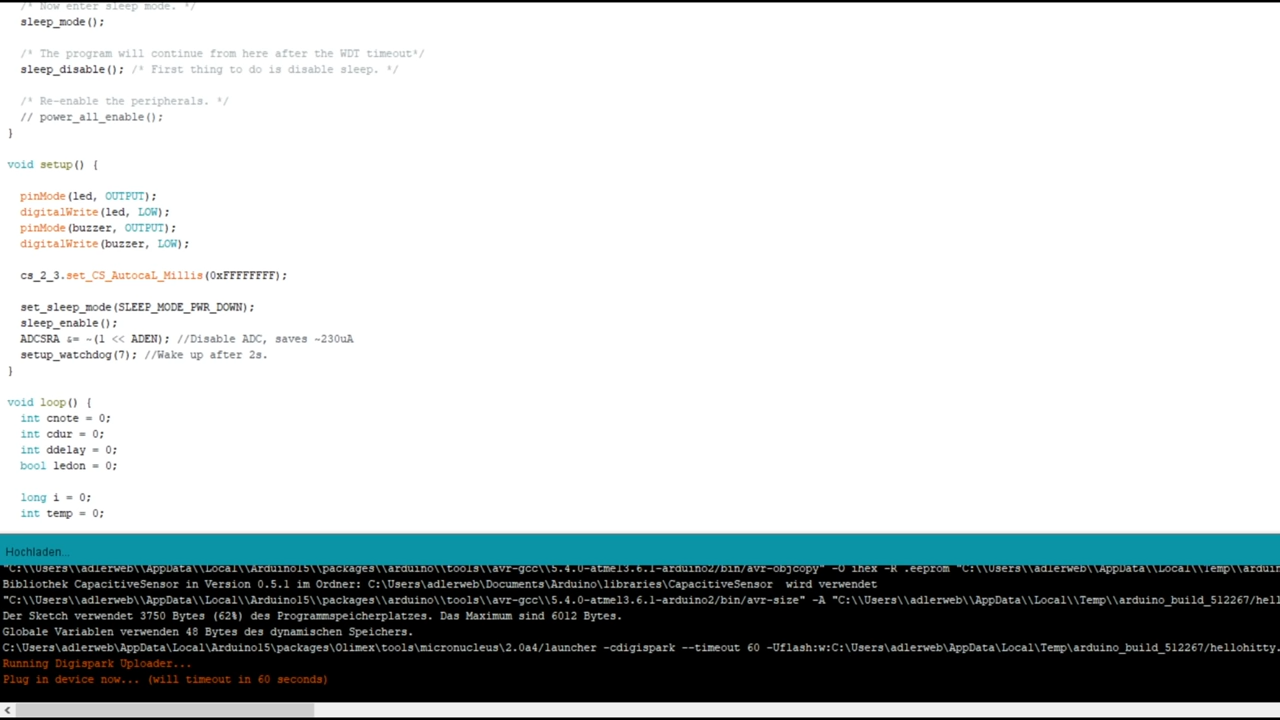 /* Now enter sleep mode. */
sleep_mode();
/* The program will continue from here after the WDT timeout*/
sleep_disable(); /* First thing to do is disable sleep. */
/* Re-enable the peripherals. */
// power_all_enable();
}
void setup() {
pinMode(led, OUTPUT);
digitalWrite(led, LOW);
pinMode(buzzer, OUTPUT);
digitalWrite(buzzer, LOW);
cs_2_3.set_CS_AutocaL_Millis(0xFFFFFFFF);
set_sleep_mode(SLEEP_MODE_PWR_DOWN);
sleep_enable();
ADCSRA &= ~(1 << ADEN); //Disable ADC, saves ~230uA
setup_watchdog(7); //Wake up after 2s.
}
void loop() {
int cnote = 0;
int cdur = 0;
int ddelay = 0;
bool ledon = 0;
long i = 0;
int temp = 0;
Hochladen...
"C:\\Users\\adlerweb\\AppData\\Local\\Arduino15\\packages\\arduino\\tools\\avr-gcc\\5.4.0-atmel3.6.1-arduino2/bin/avr-objcopy" -O ihex -R .eeprom "C:\\Users\\adlerweb\\AppData\\Local\\Temp\\arduin
Bibliothek CapacitiveSensor in Version 0.5.1 im Ordner: C:\Users\adlerweb\Documents\Arduino\libraries\CapacitiveSensor wird verwendet
"C:\\Users\\adlerweb\\AppData\\Local\\Arduino15\\packages\\arduino\\tools\\avr-gcc\\5.4.0-atmel3.6.1-arduino2/bin/avr-size" -A "C:\\Users\\adlerweb\\AppData\\Local\\Temp\\arduino_build_512267/hell
Der Sketch verwendet 3750 Bytes (62%) des Programmspeicherplatzes. Das Maximum sind 6012 Bytes.
Globale Variablen verwenden 48 Bytes des dynamischen Speichers.
C:\Users\adlerweb\AppData\Local\Arduino15\packages\Olimex\tools\micronucleus\2.0a4/launcher -cdigispark --timeout 60 -Uflash:w:C:\Users\adlerweb\AppData\Local\Temp\arduino_build_512267/hellohitty.
Running Digispark Uploader...
Plug in device now... (will timeout in 60 seconds)